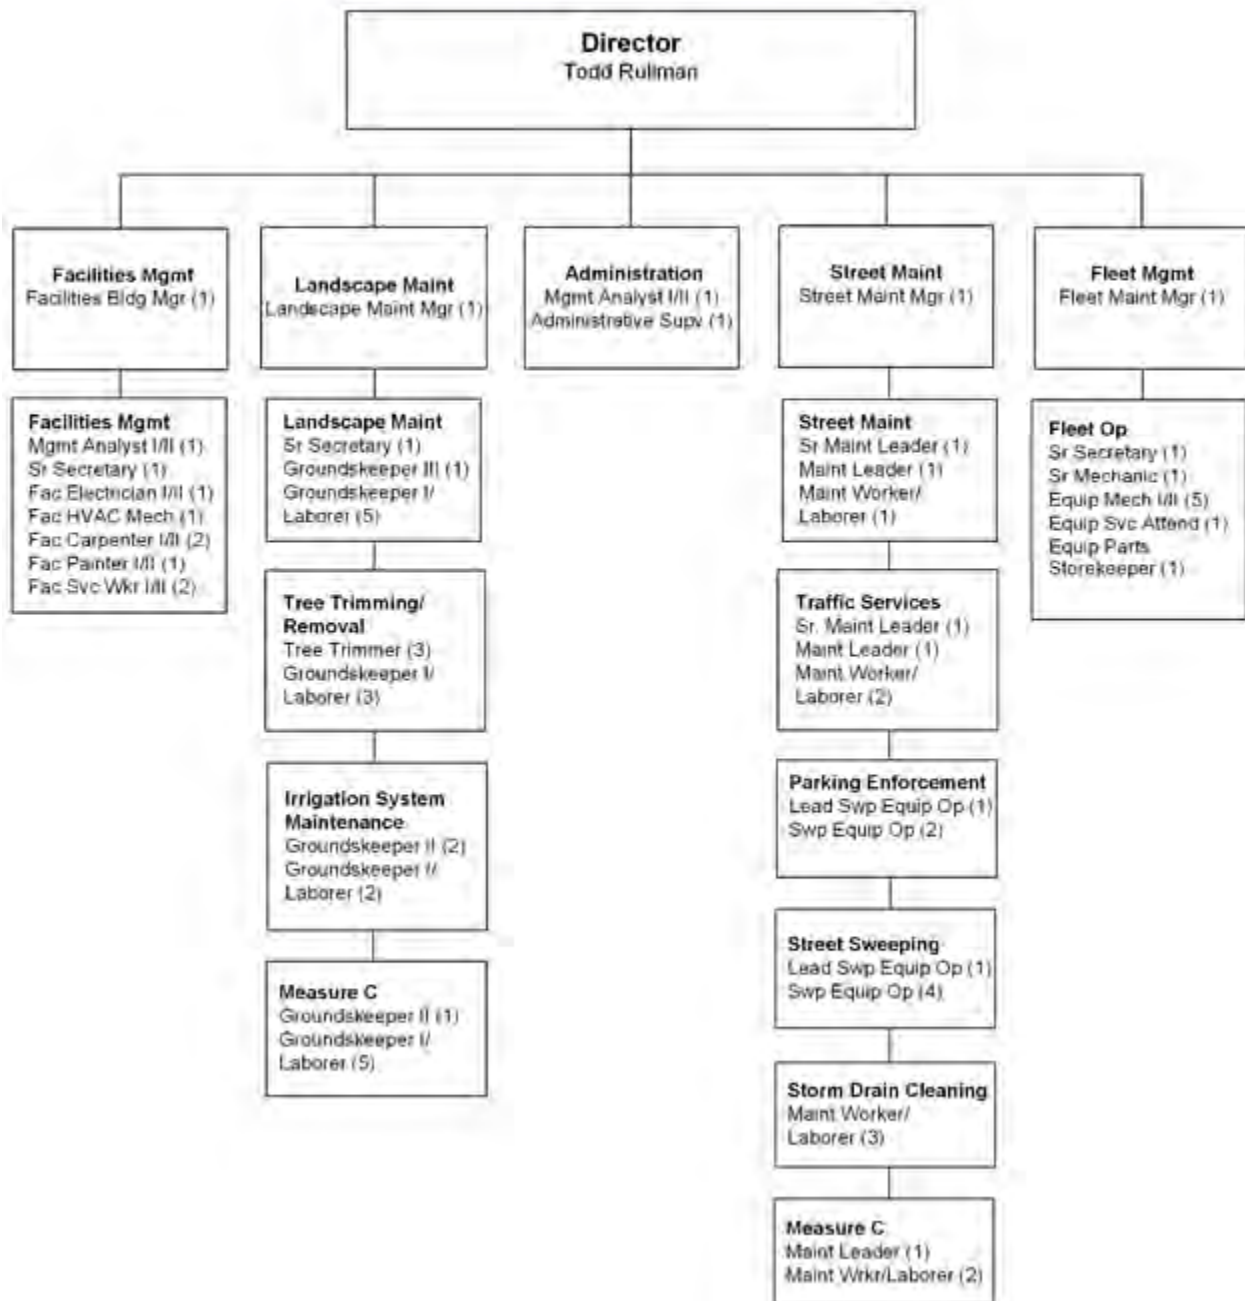 Director
Todd Rullman
Facilities Mgmt
Facilities Bldg Mgr (1)
Landscape Maint
Landscape Maint Mgr (1)
Administration
Mgmt Analyst I/II (1)
Administrative Supv (1)
Street Maint
Street Maint Mgr (1)
Fleet Mgmt
Fleet Maint Mgr (1)
Facilities Mgmt
Mgmt Analyst I/II (1)
Sr Secretary (1)
Fac Electrician I/II (1)
Fac HVAC Mech (1)
Fac Carpenter I/II (2)
Fac Painter I/II (1)
Fac Svc Wkr I/II (2)
Landscape Maint
Sr Secretary (1)
Groundskeeper III (1)
Groundskeeper I/
Laborer (5)
Tree Trimming/
Removal
Tree Trimmer (3)
Groundskeeper I/
Laborer (3)
Irrigation System
Maintenance
Groundskeeper II (2)
Groundskeeper I/
Laborer (2)
Measure C
Groundskeeper II (1)
Groundskeeper I/
Laborer (5)
Street Maint
Sr Maint Leader (1)
Maint Leader (1)
Maint Worker/
Laborer (1)
Traffic Services
Sr. Maint Leader (1)
Maint Leader (1)
Maint Worker/
Laborer (2)
Parking Enforcement
Lead Swp Equip Op (1)
Swp Equip Op (2)
Street Sweeping
Lead Swp Equip Op (1)
Swp Equip Op (4)
Storm Drain Cleaning
Maint Worker/
Laborer (3)
Measure C
Maint Leader (1)
Maint Wrkr/Laborer (2)
Fleet Op
Sr Secretary (1)
Sr Mechanic (1)
Equip Mech I/II (5)
Equip Svc Attend (1)
Equip Parts
Storekeeper (1)